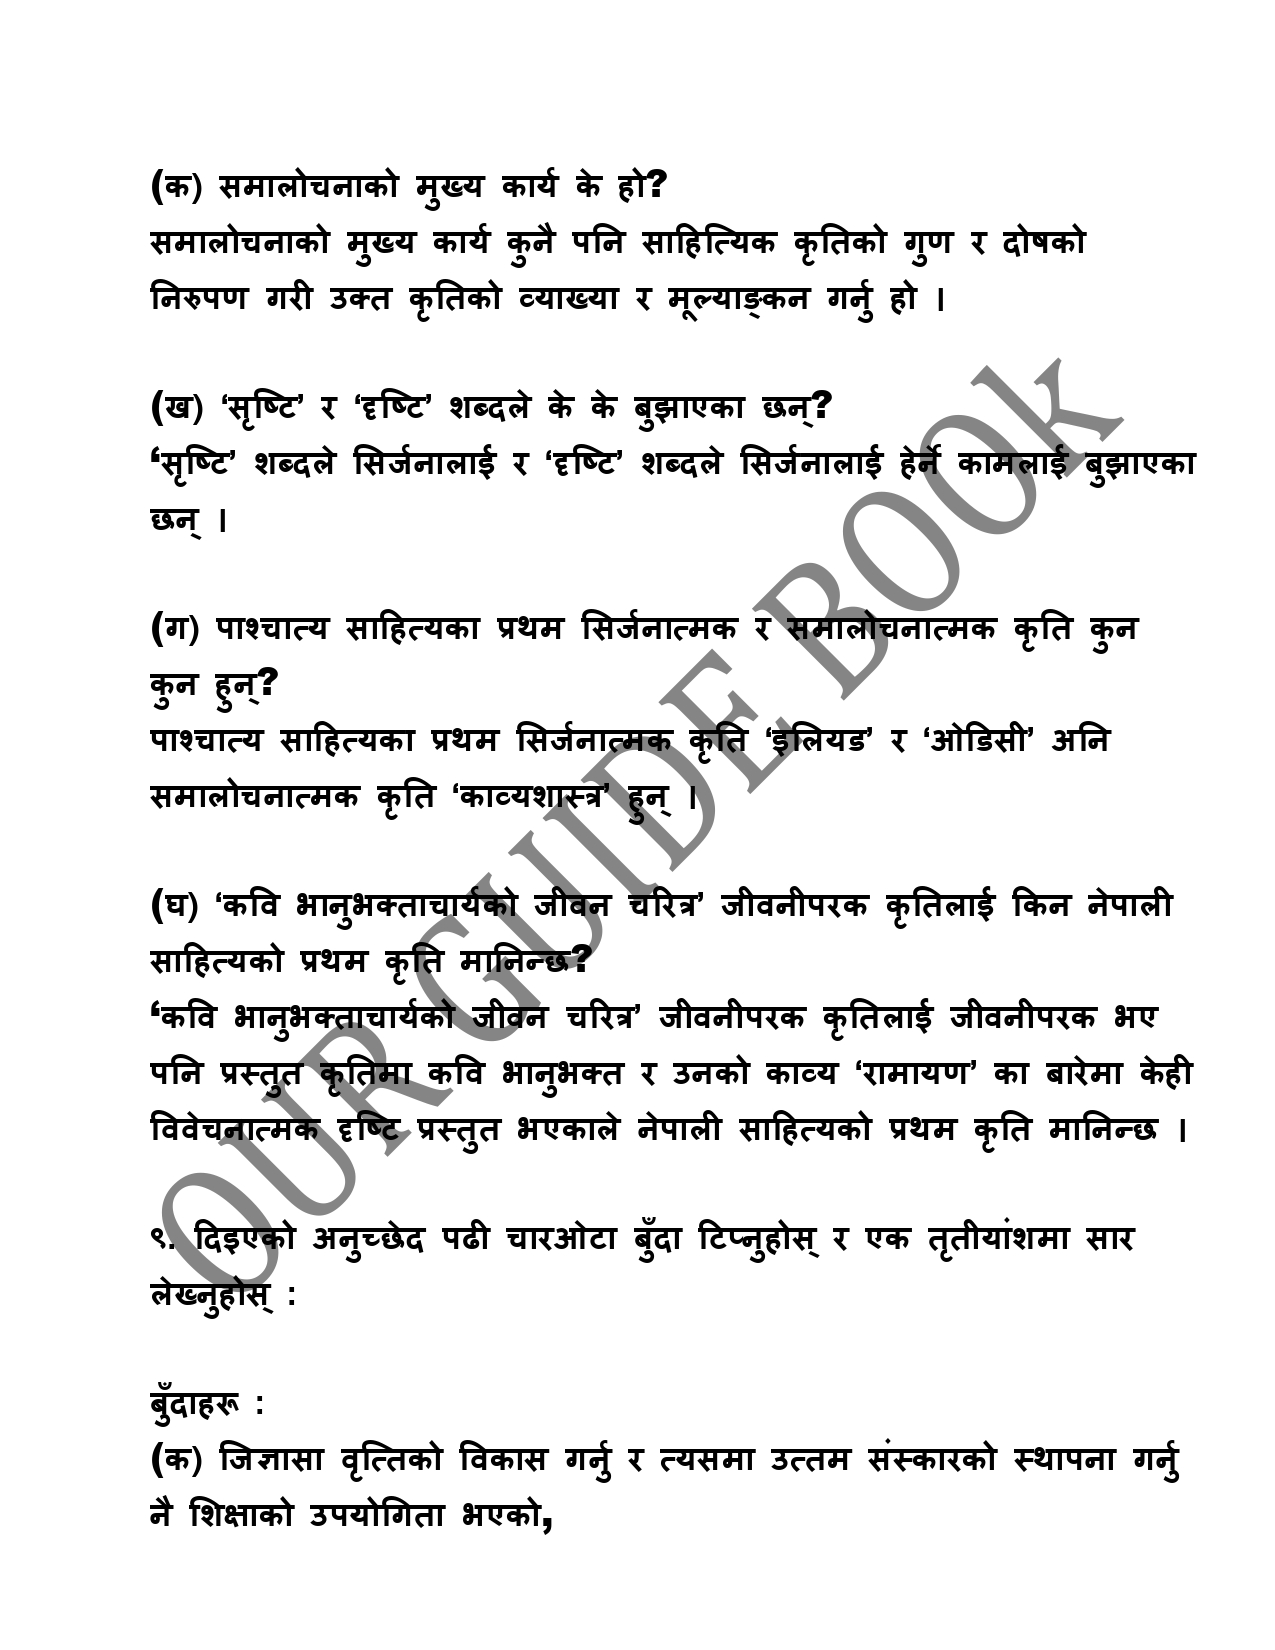 (क) समालोचनाको मुख्य कार्य के हो?
समालोचनाको मुख्य कार्य कुनै पनि साहित्यिक कृतिको गुण र दोषको
निरुपण गरी उक्त कृतिको व्याख्या र मूल्याङ्कन गर्नु हो ।
(ख) ‘सृष्टि’ र ‘दृष्टि’ शब्दले के के बुझाएका छन्?
‘सृष्टि’ शब्दले सिर्जनालाई र ‘दृष्टि’ शब्दले सिर्जनालाई हेर्ने कामलाई बुझाएका
छन् ।
(ग) पाश्चात्य साहित्यका प्रथम सिर्जनात्मक र समालोचनात्मक कृति कुन
कुन हुन्?
पाश्चात्य साहित्यका प्रथम सिर्जनात्मक कृति ‘इलियड’ र ‘ओडिसी’ अनि
समालोचनात्मक कृति ‘काव्यशास्त्र’ हुन् ।
(घ) ‘कवि भानुभक्ताचार्यको जीवन चरित्र’ जीवनीपरक कृतिलाई किन नेपाली
साहित्यको प्रथम कृति मानिन्छ?
‘कवि भानुभक्ताचार्यको जीवन चरित्र’ जीवनीपरक कृतिलाई जीवनीपरक भए
पनि प्रस्तुत कृतिमा कवि भानुभक्त र उनको काव्य ‘रामायण’ का बारेमा केही
विवेचनात्मक दृष्टि प्रस्तुत भएकाले नेपाली साहित्यको प्रथम कृति मानिन्छ ।
९. दिइएको अनुच्छेद पढी चारओटा बुँदा टिप्नुहोस् र एक तृतीयांशमा सार
लेख्नुहोस् :
बुँदाहरू :
(क) जिज्ञासा वृत्तिको विकास गर्नु र त्यसमा उत्तम संस्कारको स्थापना गर्नु
नै शिक्षाको उपयोगिता भएको,
OUR GUIDE BOOk